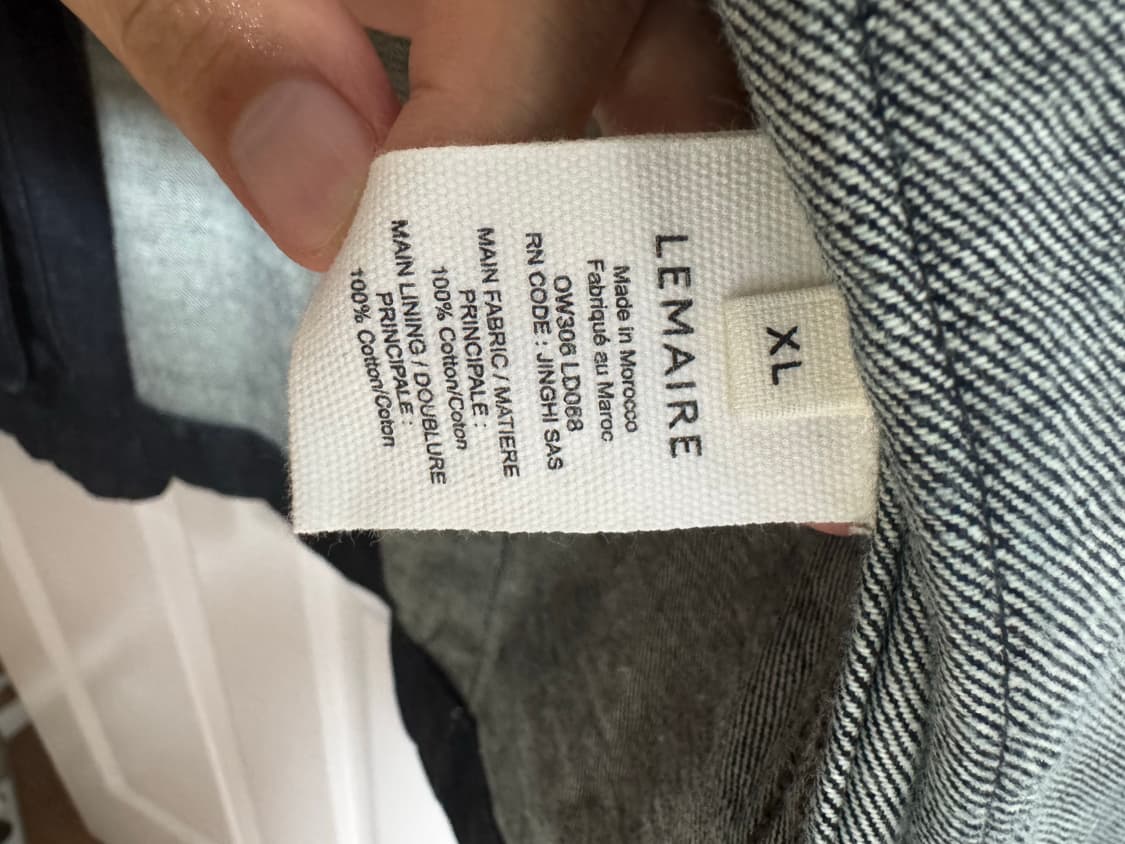 XL
LEMAIRE
Made in Morocco
Fabriqué au Maroc
OW306 LD068
RN CODE : JINGHI SAS
MAIN FABRIC / MATIERE
PRINCIPALE :
100% Cotton/Coton
MAIN LINING / DOUBLURE
PRINCIPALE :
100% Cotton/Coton